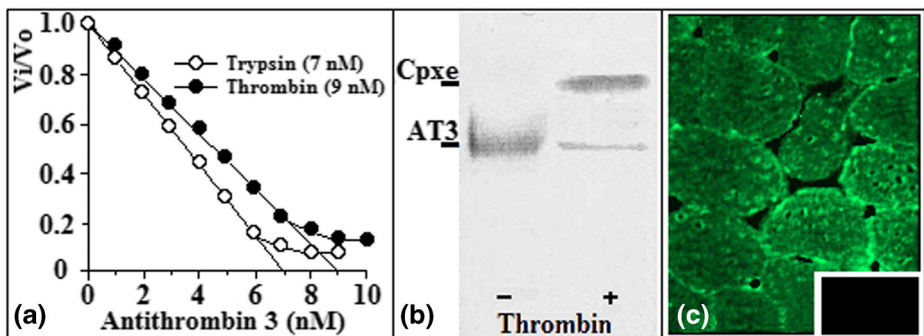 1.0
0.8
0.6
0.4
0.2
0
Vi/Vo
Trypsin (7 nM)
Thrombin (9 nM)
0 2 4 6 8 10
(a) Antithrombin 3 (nM)
Cpxe
AT3
- +
(b) Thrombin
(c)